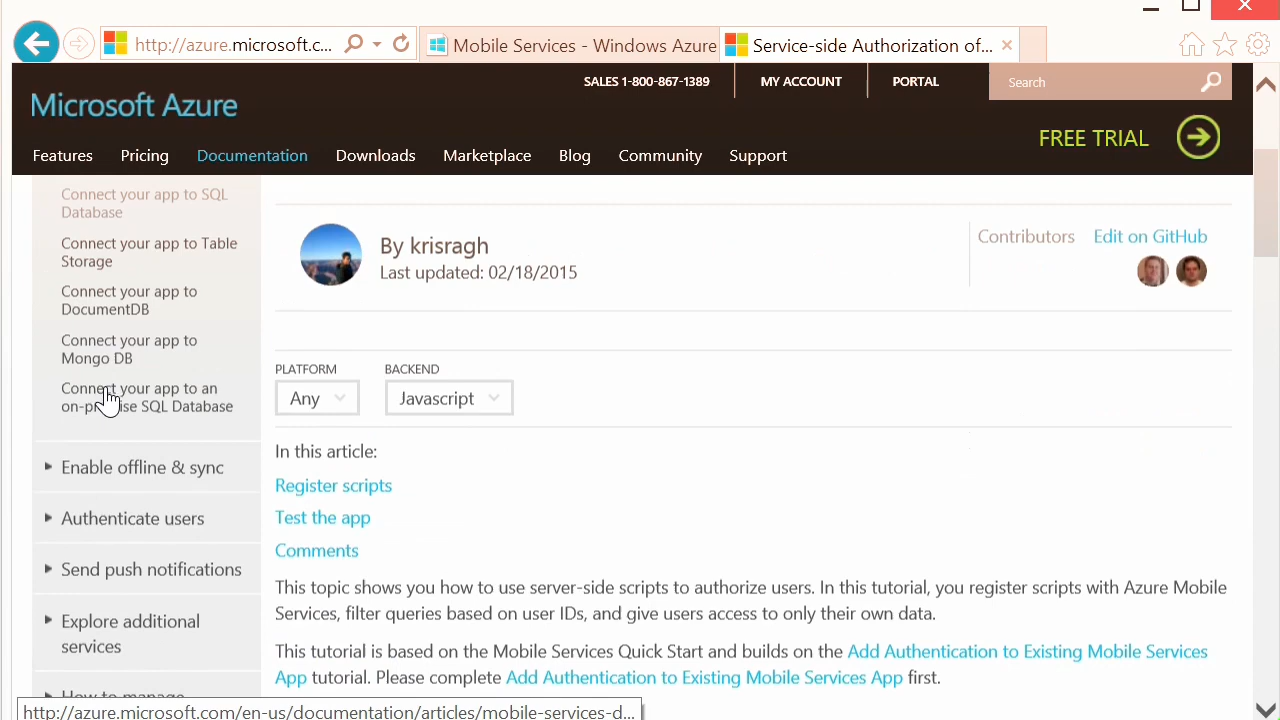 http://azure.microsoft.c...
Mobile Services - Windows Azure
Service-side Authorization of...
SALES 1-800-867-1389
MY ACCOUNT
PORTAL
Search
Microsoft Azure
FREE TRIAL
Features
Pricing
Documentation
Downloads
Marketplace
Blog
Community
Support
Connect your app to SQL
Database
Connect your app to Table
Storage
Connect your app to
DocumentDB
Connect your app to
Mongo DB
Connect your app to an
on-premise SQL Database
Enable offline & sync
Authenticate users
Send push notifications
Explore additional
services
How to manage
By krisragh
Last updated: 02/18/2015
Contributors
Edit on GitHub
PLATFORM
BACKEND
Any
Javascript
In this article:
Register scripts
Test the app
Comments
This topic shows you how to use server-side scripts to authorize users. In this tutorial, you register scripts with Azure Mobile
Services, filter queries based on user IDs, and give users access to only their own data.
This tutorial is based on the Mobile Services Quick Start and builds on the Add Authentication to Existing Mobile Services
App tutorial. Please complete Add Authentication to Existing Mobile Services App first.
http://azure.microsoft.com/en-us/documentation/articles/mobile-services-d...